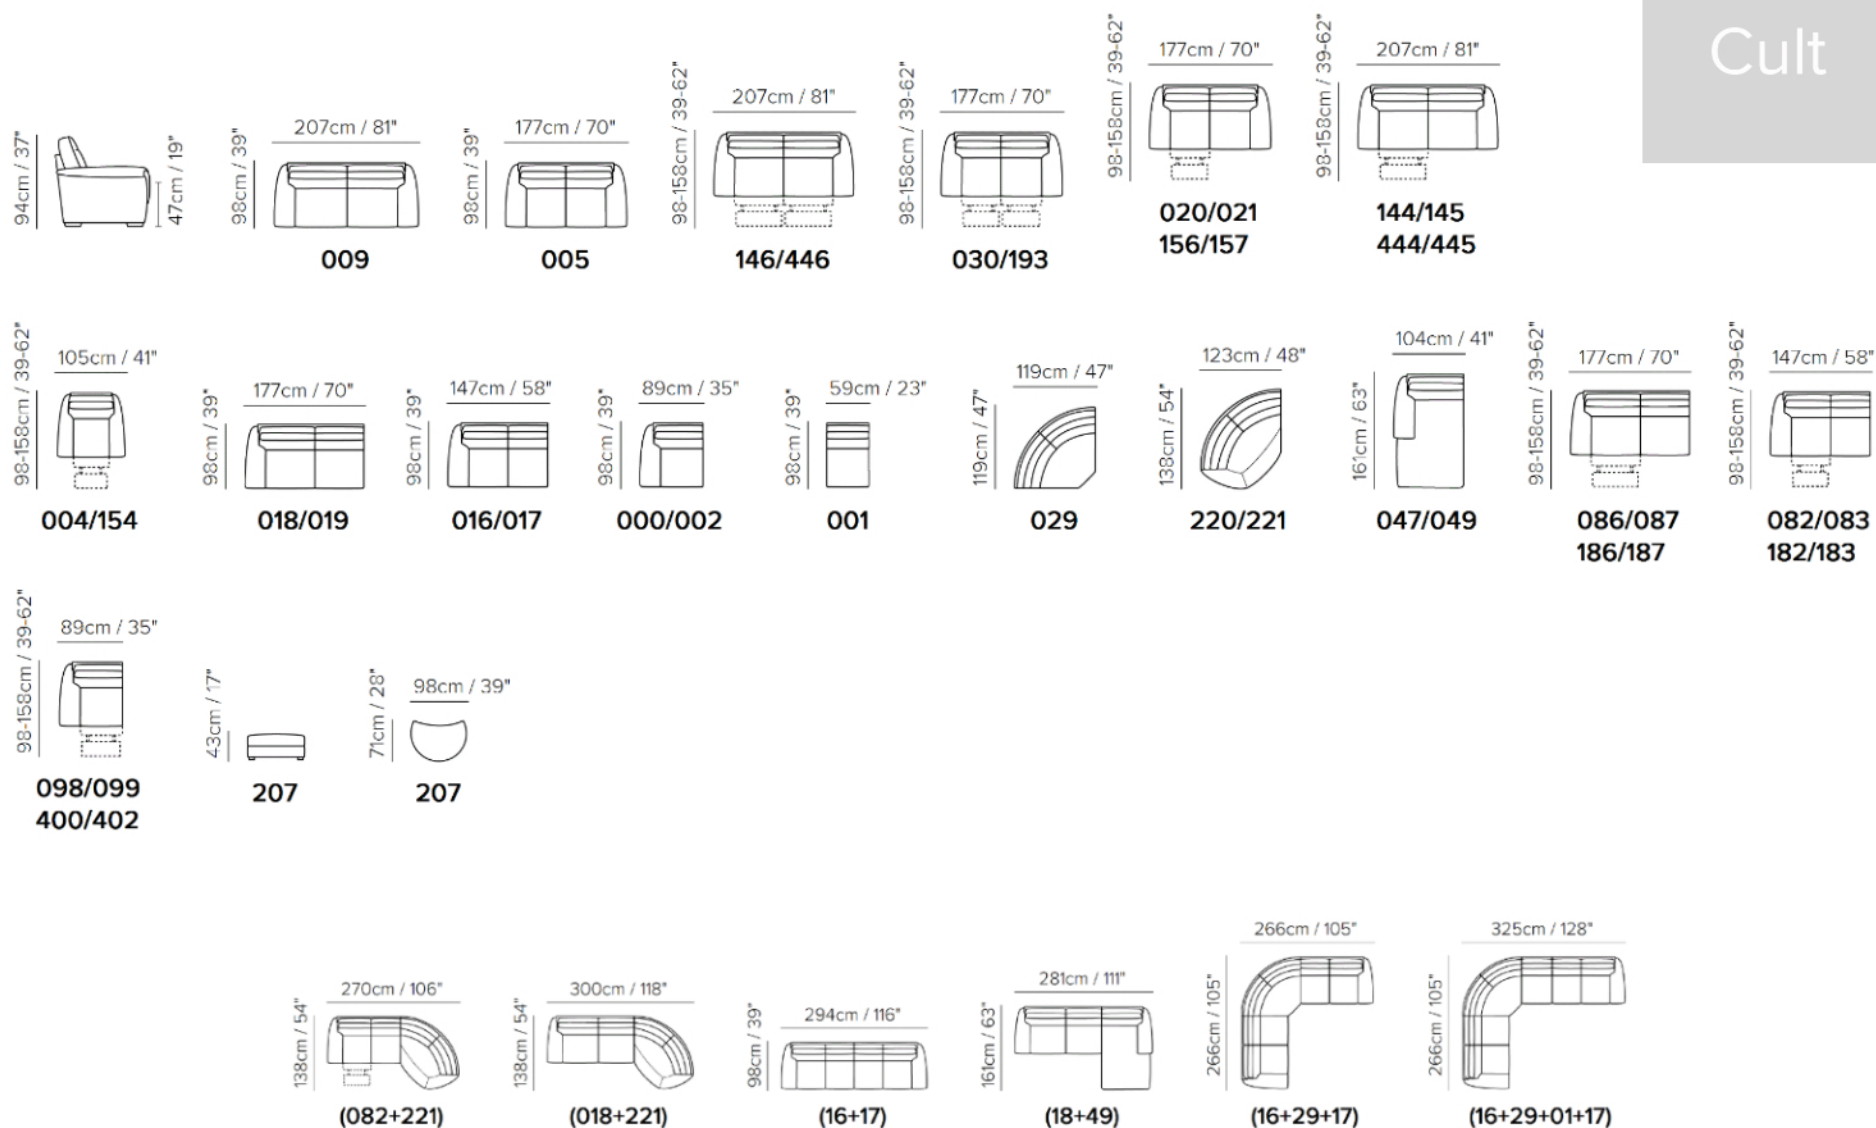 Cult
94cm / 37"
47cm / 19"
98cm / 39"
207cm / 81"
009
98cm / 39"
177cm / 70"
005
98-158cm / 39-62"
207cm / 81"
146/446
98-158cm / 39-62"
177cm / 70"
030/193
98-158cm / 39-62"
177cm / 70"
020/021
156/157
98-158cm / 39-62"
207cm / 81"
144/145
444/445
98-158cm / 39-62"
105cm / 41"
004/154
98cm / 39"
177cm / 70"
018/019
98cm / 39"
147cm / 58"
016/017
98cm / 39"
89cm / 35"
000/002
98cm / 39"
59cm / 23"
001
119cm / 47"
119cm / 47"
029
138cm / 54"
123cm / 48"
220/221
161cm / 63"
104cm / 41"
047/049
98-158cm / 39-62"
177cm / 70"
086/087
186/187
98-158cm / 39-62"
147cm / 58"
082/083
182/183
98-158cm / 39-62"
89cm / 35"
098/099
400/402
43cm / 17"
207
71cm / 28"
98cm / 39"
207
138cm / 54"
270cm / 106"
(082+221)
138cm / 54"
300cm / 118"
(018+221)
98cm / 39"
294cm / 116"
(16+17)
161cm / 63"
281cm / 111"
(18+49)
266cm / 105"
266cm / 105"
(16+29+17)
266cm / 105"
325cm / 128"
(16+29+01+17)